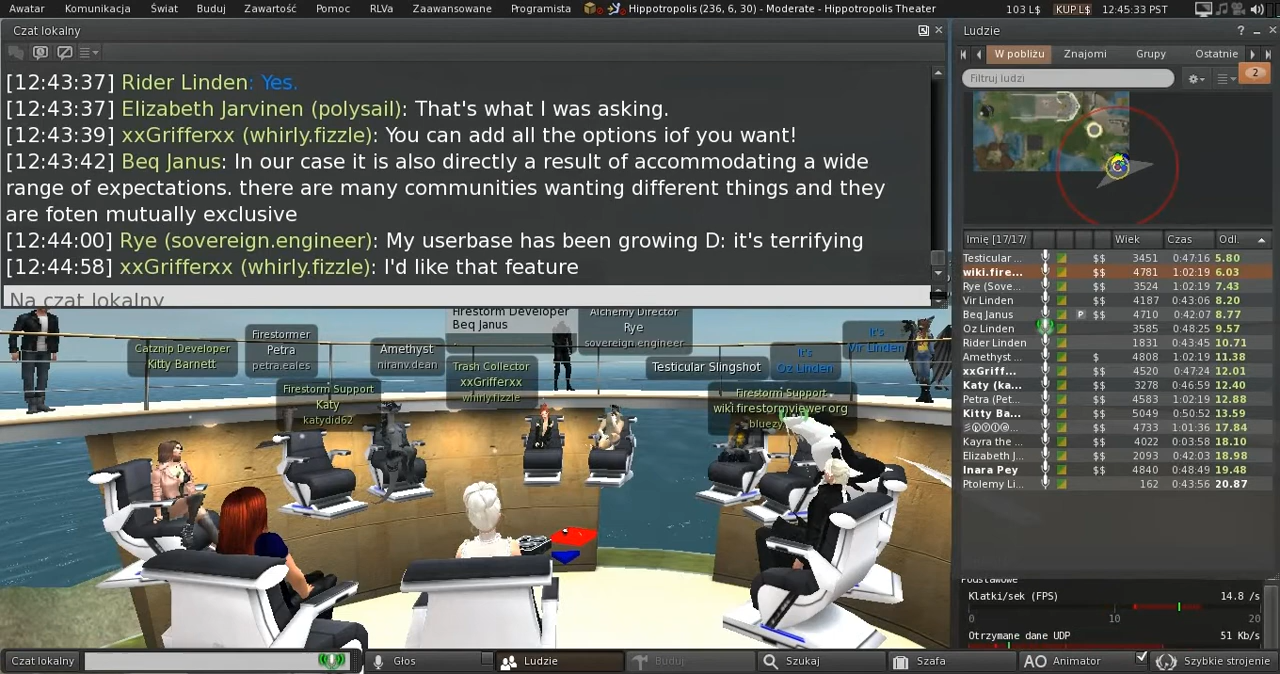 Awatar Komunikacja Świat Buduj Zawartość Pomoc RLVa Zaawansowane Programista Hippotropolis (236, 6, 30) - Moderate - Hippotropolis Theater 103 L$ KUP L$ 12:45:33 PST
Czat lokalny
[12:43:37] Rider Linden: Yes.
[12:43:37] Elizabeth Jarvinen (polysail): That's what I was asking.
[12:43:39] xxGrifferxx (whirly.fizzle): You can add all the options iof you want!
[12:43:42] Beq Janus: In our case it is also directly a result of accommodating a wide
range of expectations. there are many communities wanting different things and they
are foten mutually exclusive
[12:44:00] Rye (sovereign.engineer): My userbase has been growing D: it's terrifying
[12:44:58] xxGrifferxx (whirly.fizzle): I'd like that feature
Na czat lokalny
Firestorm Developer
Beq Janus
Alchemy Director
Rye
sovereign.engineer
It's
Vir Linden
Firestormer
Petra
petra.eales
Catznip Developer
Kitty Barnett
Amethyst
niranv.dean
Trash Collector
xxGrifferxx
whirly.fizzle
Testicular Slingshot
It's
Oz Linden
Firestorm Support
Katy
katydid62
Firestorm Support
wiki.firestormviewer.org
bluezy
Ludzie
W pobliżu Znajomi Grupy Ostatnie
2
Filtruj ludzi
Imię [17/17/ Wiek Czas Odl.
Testicular ... $$ 3451 0:47:16 5.80
wiki.fire... $$ 4781 1:02:19 6.03
Rye (Sove... $$ 3524 1:02:19 7.43
Vir Linden $$ 4187 0:43:06 8.20
Beq Janus P $$ 4710 0:42:07 8.77
Oz Linden 3585 0:48:25 9.57
Rider Linden 1831 0:43:45 10.71
Amethyst ... $ 4808 1:02:19 11.38
xxGriff... $$ 4520 0:47:24 12.01
Katy (ka... $$ 3278 0:46:59 12.40
Petra (Pet... $$ 4583 1:02:19 12.88
Kitty Ba... $$ 5049 0:50:52 13.59
$$ 4733 1:01:36 17.84
Kayra the ... $$ 4022 0:03:58 18.10
Elizabeth J... $$ 2093 0:42:03 18.98
Inara Pey $$ 4840 0:48:49 19.48
Ptolemy Li... 162 0:43:56 20.87
Podstawowe
Klatki/sek (FPS) 14.8 /s
0 10 20
Otrzymane dane UDP 51 Kb/s
Czat lokalny Głos Ludzie Buduj Szukaj Szafa AO Animator Szybkie strojenie